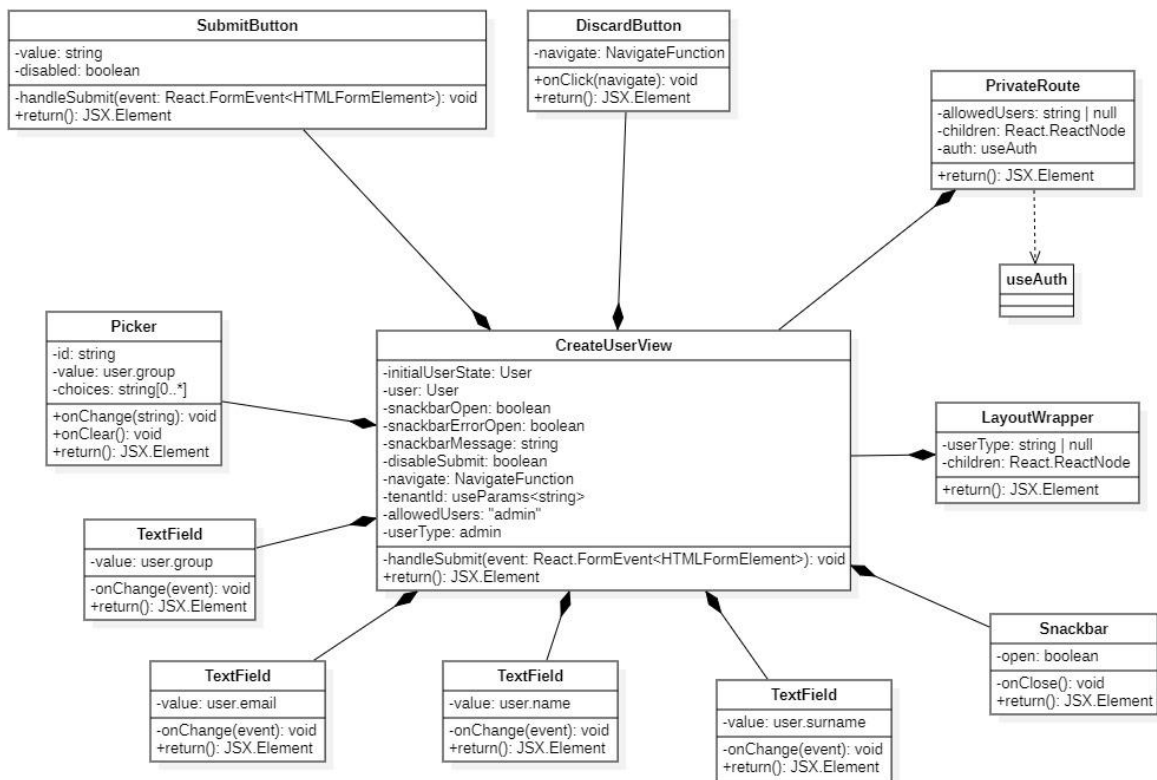 SubmitButton
-value: string
-disabled: boolean
-handleSubmit(event: React.FormEvent<HTMLFormElement>): void
+return(): JSX.Element
DiscardButton
-navigate: NavigateFunction
+onClick(navigate): void
+return(): JSX.Element
PrivateRoute
-allowedUsers: string | null
-children: React.ReactNode
-auth: useAuth
+return(): JSX.Element
useAuth
Picker
-id: string
-value: user.group
-choices: string[0..*]
+onChange(string): void
+onClear(): void
+return(): JSX.Element
CreateUserView
-initialUserState: User
-user: User
-snackbarOpen: boolean
-snackbarErrorOpen: boolean
-snackbarMessage: string
-disableSubmit: boolean
-navigate: NavigateFunction
-tenantId: useParams<string>
-allowedUsers: "admin"
-userType: admin
-handleSubmit(event: React.FormEvent<HTMLFormElement>): void
+return(): JSX.Element
LayoutWrapper
-userType: string | null
-children: React.ReactNode
+return(): JSX.Element
TextField
-value: user.group
-onChange(event): void
+return(): JSX.Element
TextField
-value: user.email
-onChange(event): void
+return(): JSX.Element
TextField
-value: user.name
-onChange(event): void
+return(): JSX.Element
TextField
-value: user.surname
-onChange(event): void
+return(): JSX.Element
Snackbar
-open: boolean
-onClose(): void
+return(): JSX.Element